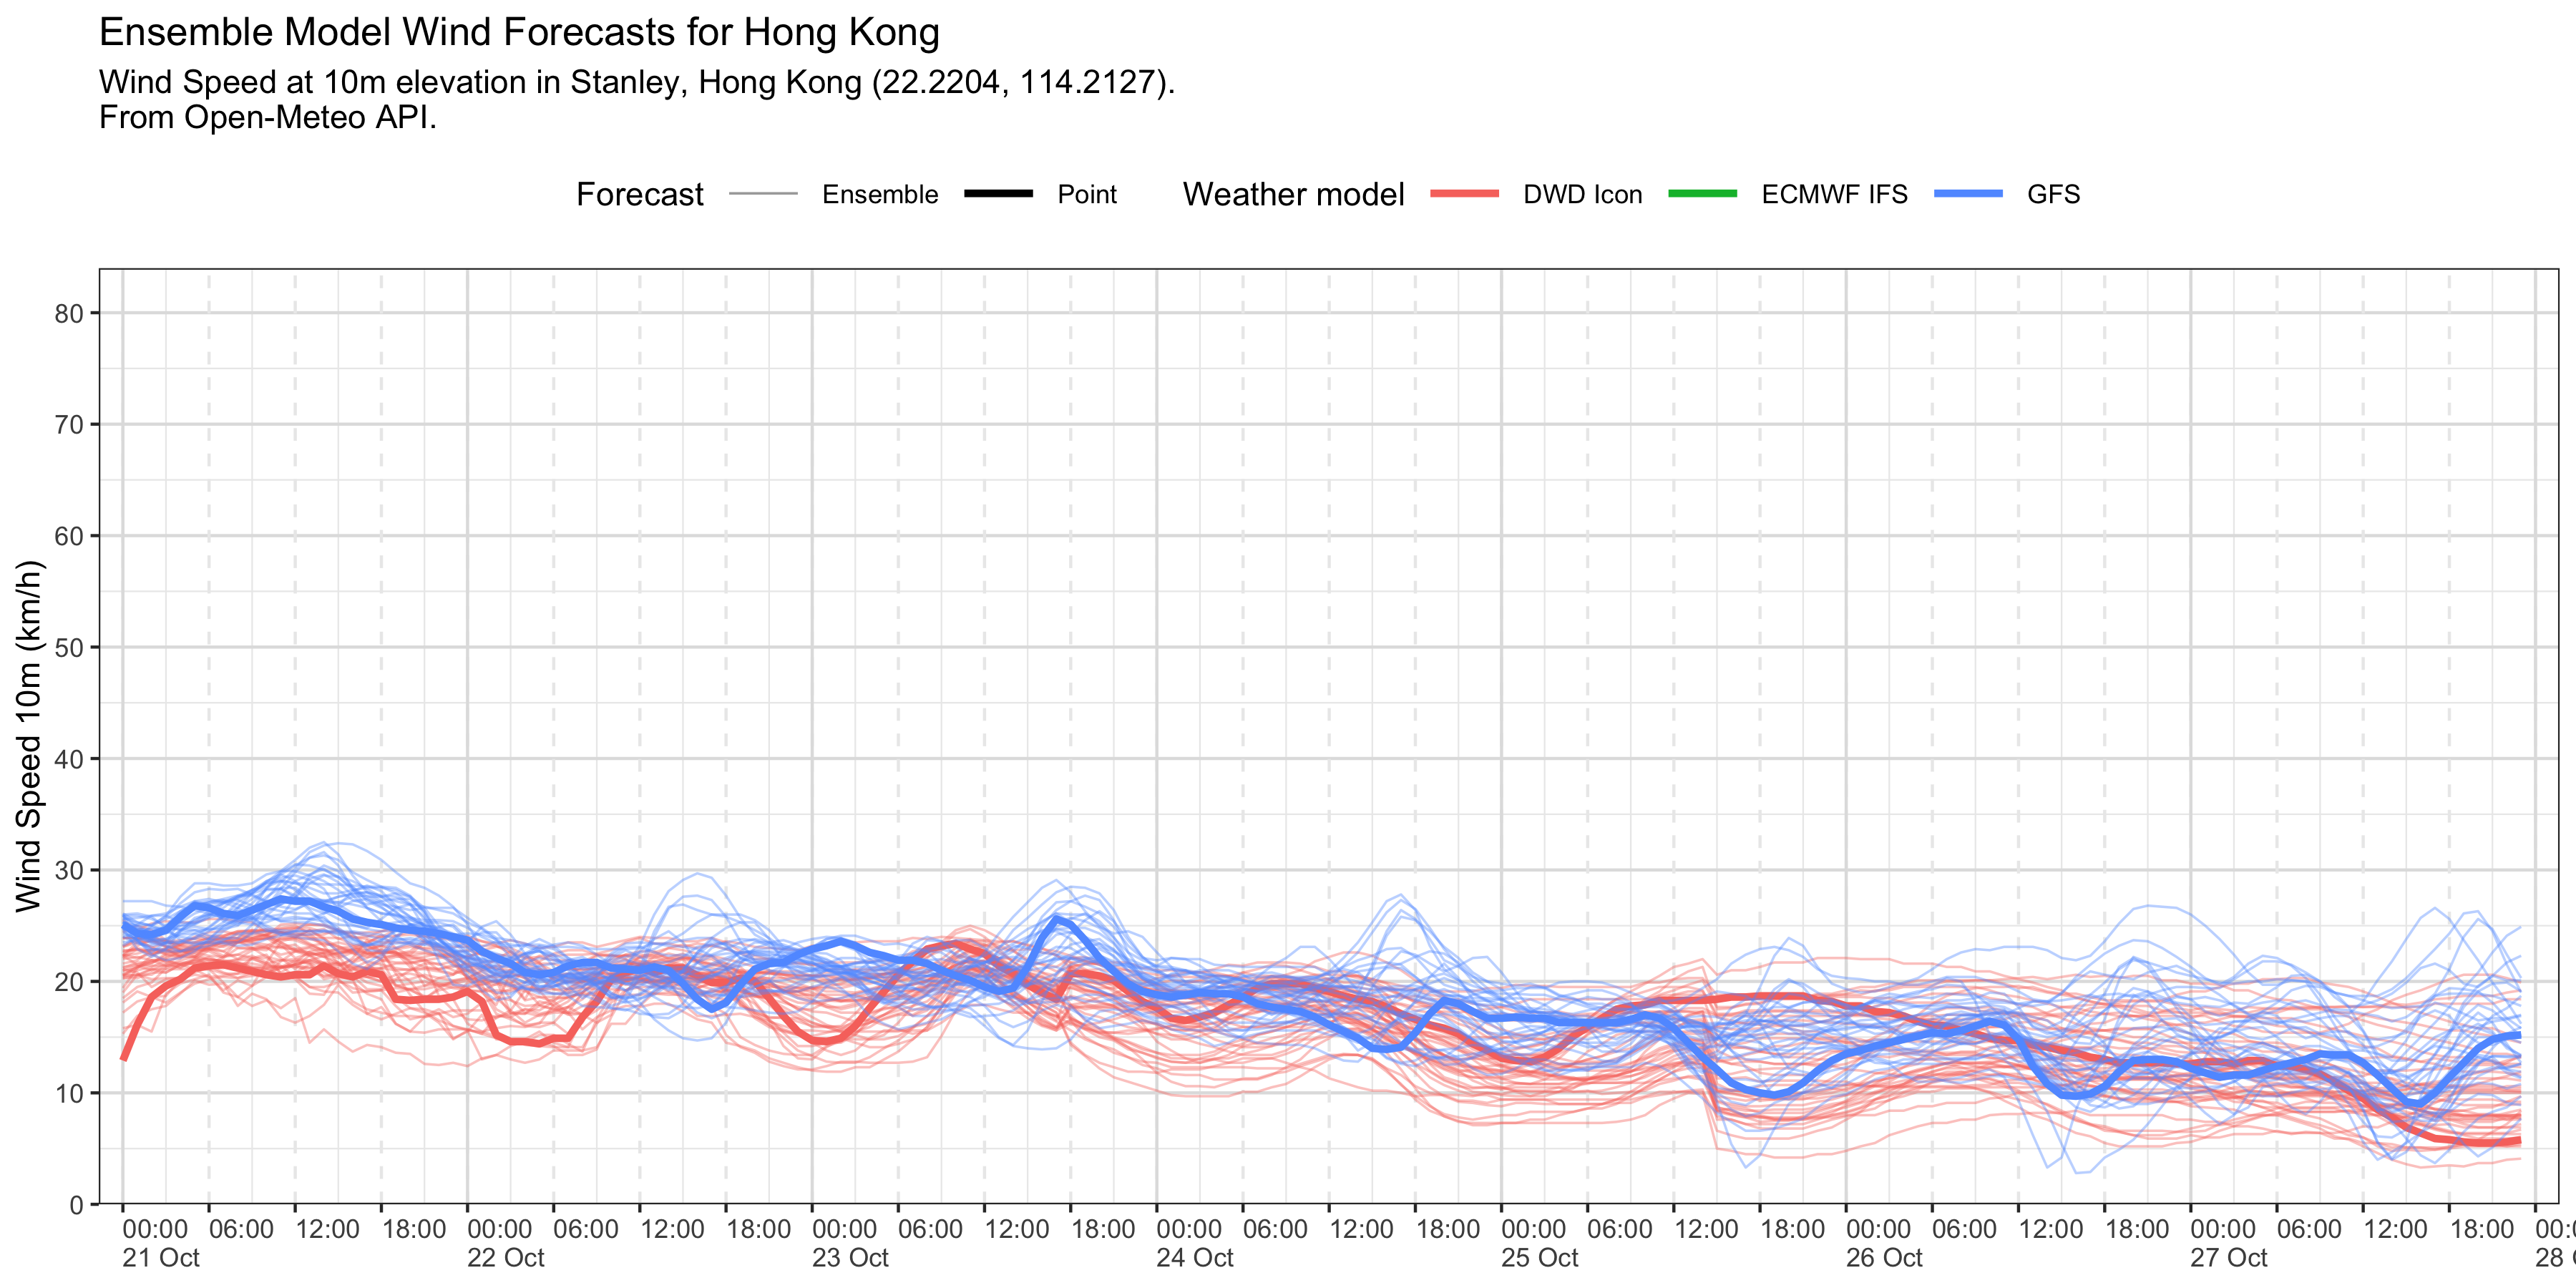 Ensemble Model Wind Forecasts for Hong Kong
Wind Speed at 10m elevation in Stanley, Hong Kong (22.2204, 114.2127).
From Open-Meteo API.
Forecast Ensemble Point Weather model DWD Icon ECMWF IFS GFS
Wind Speed 10m (km/h)
80
70
60
50
40
30
20
10
0
00:00 06:00 12:00 18:00 00:00 06:00 12:00 18:00 00:00 06:00 12:00 18:00 00:00 06:00 12:00 18:00 00:00 06:00 12:00 18:00 00:00 06:00 12:00 18:00 00:00 06:00 12:00 18:00
21 Oct 22 Oct 23 Oct 24 Oct 25 Oct 26 Oct 27 Oct 28